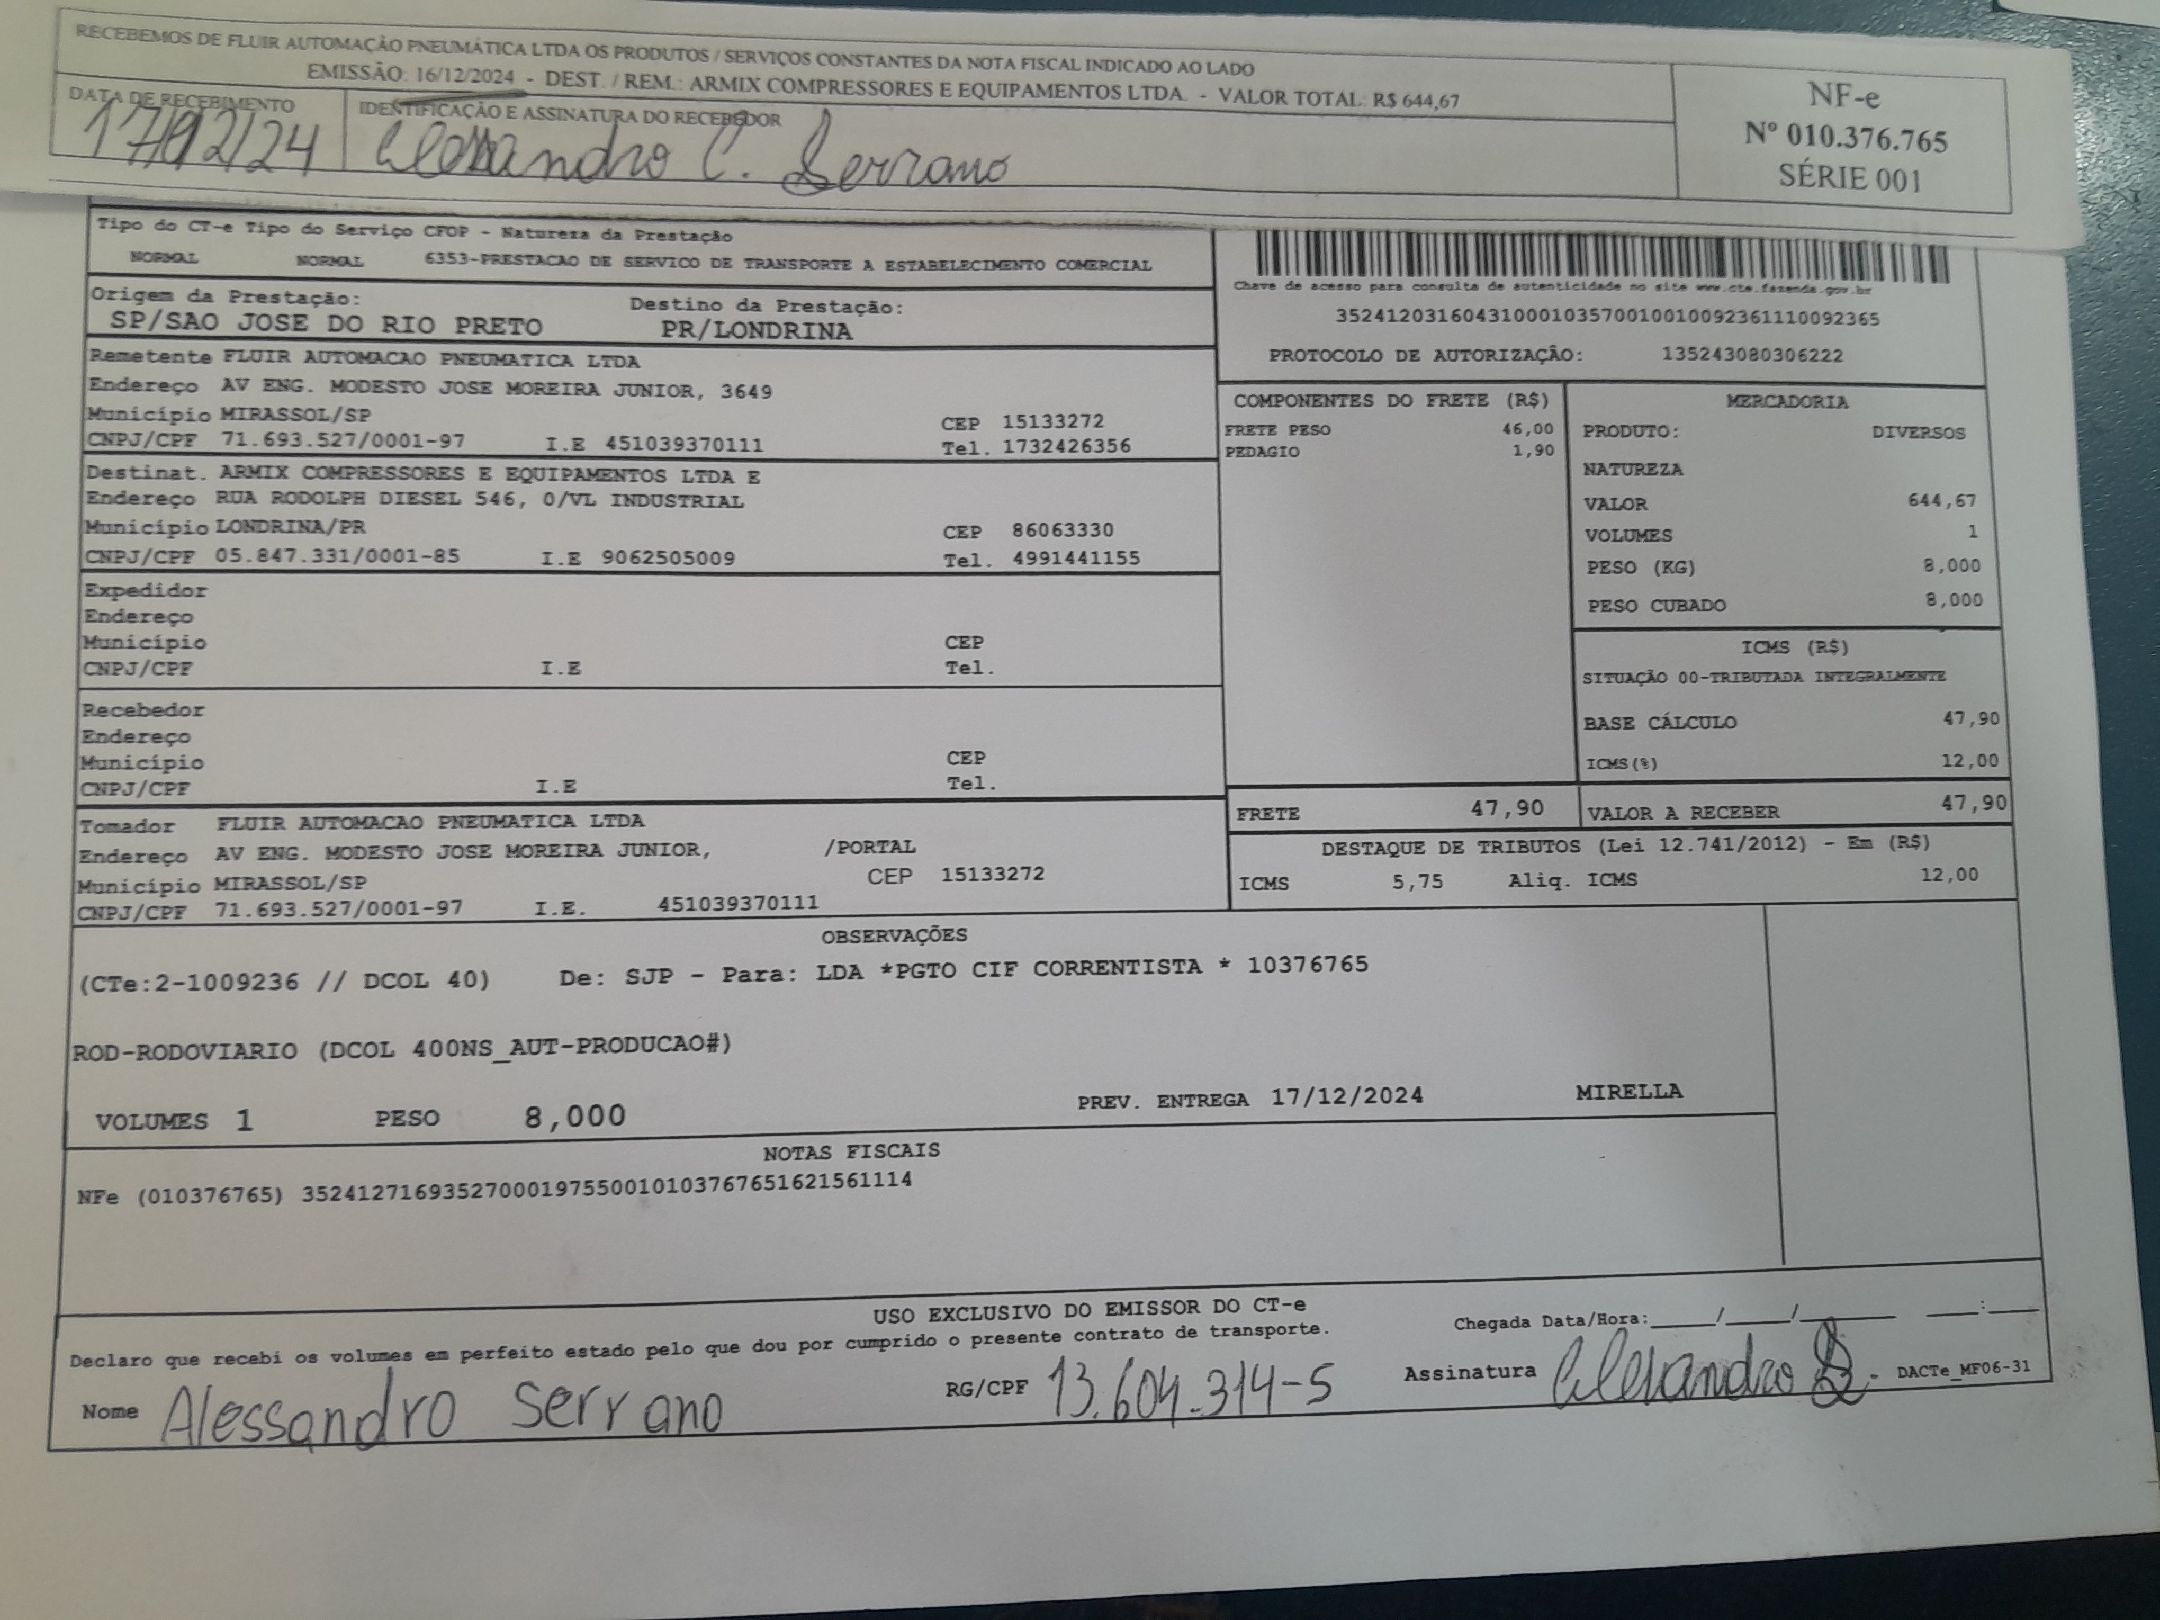 RECEBEMOS DE FLUIR AUTOMAÇÃO PNEUMÁTICA LTDA OS PRODUTOS / SERVIÇOS CONSTANTES DA NOTA FISCAL INDICADO AO LADO
EMISSÃO: 16/12/2024 - DEST. / REM.: ARMIX COMPRESSORES E EQUIPAMENTOS LTDA. - VALOR TOTAL: R$ 644,67
DATA DE RECEBIMENTO IDENTIFICAÇÃO E ASSINATURA DO RECEBEDOR
17/12/24 Alessandro C. Serrano
NF-e
Nº 010.376.765
SÉRIE 001
Tipo do CT-e Tipo do Serviço CFOP - Natureza da Prestação
NORMAL NORMAL 6353-PRESTACAO DE SERVICO DE TRANSPORTE A ESTABELECIMENTO COMERCIAL
Origem da Prestação: Destino da Prestação:
SP/SAO JOSE DO RIO PRETO PR/LONDRINA
Remetente FLUIR AUTOMACAO PNEUMATICA LTDA
Endereço AV ENG. MODESTO JOSE MOREIRA JUNIOR, 3649
Município MIRASSOL/SP CEP 15133272
CNPJ/CPF 71.693.527/0001-97 I.E 451039370111 Tel. 1732426356
Destinat. ARMIX COMPRESSORES E EQUIPAMENTOS LTDA E
Endereço RUA RODOLPH DIESEL 546, 0/VL INDUSTRIAL
Município LONDRINA/PR CEP 86063330
CNPJ/CPF 05.847.331/0001-85 I.E 9062505009 Tel. 4991441155
Expedidor
Endereço
Município CEP
CNPJ/CPF I.E Tel.
Recebedor
Endereço
Município CEP
CNPJ/CPF I.E Tel.
Tomador FLUIR AUTOMACAO PNEUMATICA LTDA
Endereço AV ENG. MODESTO JOSE MOREIRA JUNIOR, /PORTAL
Município MIRASSOL/SP CEP 15133272
CNPJ/CPF 71.693.527/0001-97 I.E. 451039370111
Chave de acesso para consulta de autenticidade no site www.cte.fazenda.gov.br
35241203160431000103570010010092361110092365
PROTOCOLO DE AUTORIZAÇÃO: 135243080306222
COMPONENTES DO FRETE (R$)
FRETE PESO 46,00
PEDAGIO 1,90
MERCADORIA
PRODUTO: DIVERSOS
NATUREZA
VALOR 644,67
VOLUMES 1
PESO (KG) 8,000
PESO CUBADO 8,000
ICMS (R$)
SITUAÇÃO 00-TRIBUTADA INTEGRALMENTE
BASE CÁLCULO 47,90
ICMS(%) 12,00
FRETE 47,90 VALOR A RECEBER 47,90
DESTAQUE DE TRIBUTOS (Lei 12.741/2012) - Em (R$)
ICMS 5,75 Aliq. ICMS 12,00
OBSERVAÇÕES
(CTe:2-1009236 // DCOL 40) De: SJP - Para: LDA *PGTO CIF CORRENTISTA * 10376765
ROD-RODOVIARIO (DCOL 400NS_AUT-PRODUCAO#)
VOLUMES 1 PESO 8,000 PREV. ENTREGA 17/12/2024 MIRELLA
NOTAS FISCAIS
NFe (010376765) 35241271693527000197550010103767651621561114
USO EXCLUSIVO DO EMISSOR DO CT-e
Declaro que recebi os volumes em perfeito estado pelo que dou por cumprido o presente contrato de transporte. Chegada Data/Hora:_____/_____/_______ ____:____
Nome Alessandro Serrano RG/CPF 13.604.314-5 Assinatura Alessandro S. DACTe_MF06-31